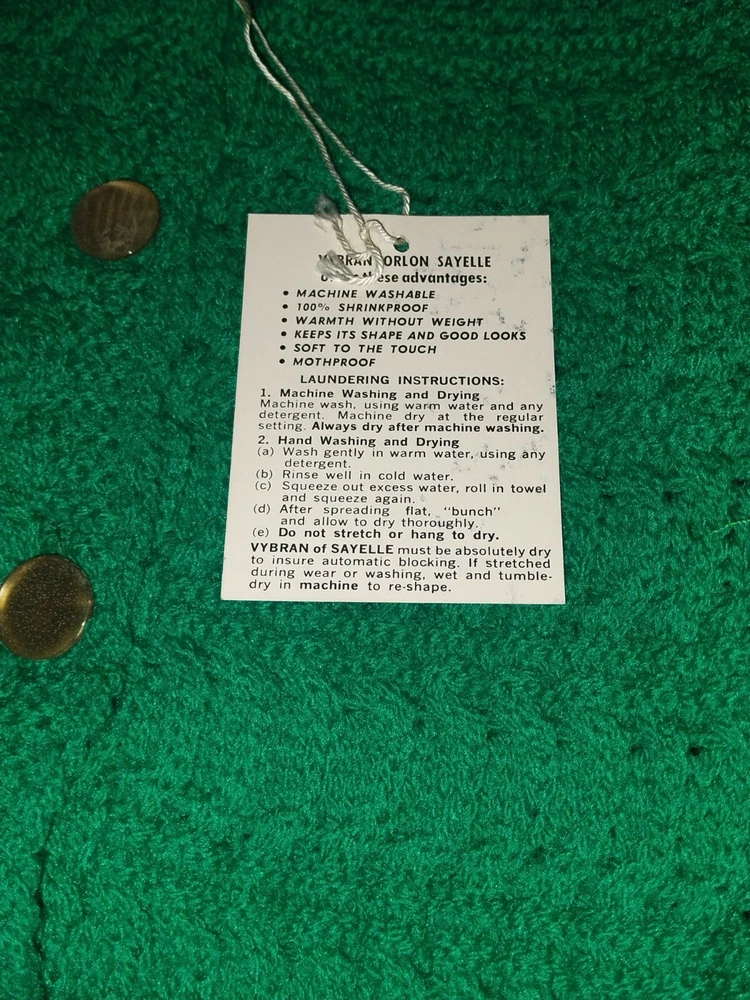 VYBRAN ORLON SAYELLE
these advantages:
• MACHINE WASHABLE
• 100% SHRINKPROOF
• WARMTH WITHOUT WEIGHT
• KEEPS ITS SHAPE AND GOOD LOOKS
• SOFT TO THE TOUCH
• MOTHPROOF
LAUNDERING INSTRUCTIONS:
1. Machine Washing and Drying
Machine wash, using warm water and any
detergent. Machine dry at the regular
setting. Always dry after machine washing.
2. Hand Washing and Drying
(a) Wash gently in warm water, using any
detergent.
(b) Rinse well in cold water.
(c) Squeeze out excess water, roll in towel
and squeeze again.
(d) After spreading flat, "bunch"
and allow to dry thoroughly.
(e) Do not stretch or hang to dry.
VYBRAN of SAYELLE must be absolutely dry
to insure automatic blocking. If stretched
during wear or washing, wet and tumble-
dry in machine to re-shape.